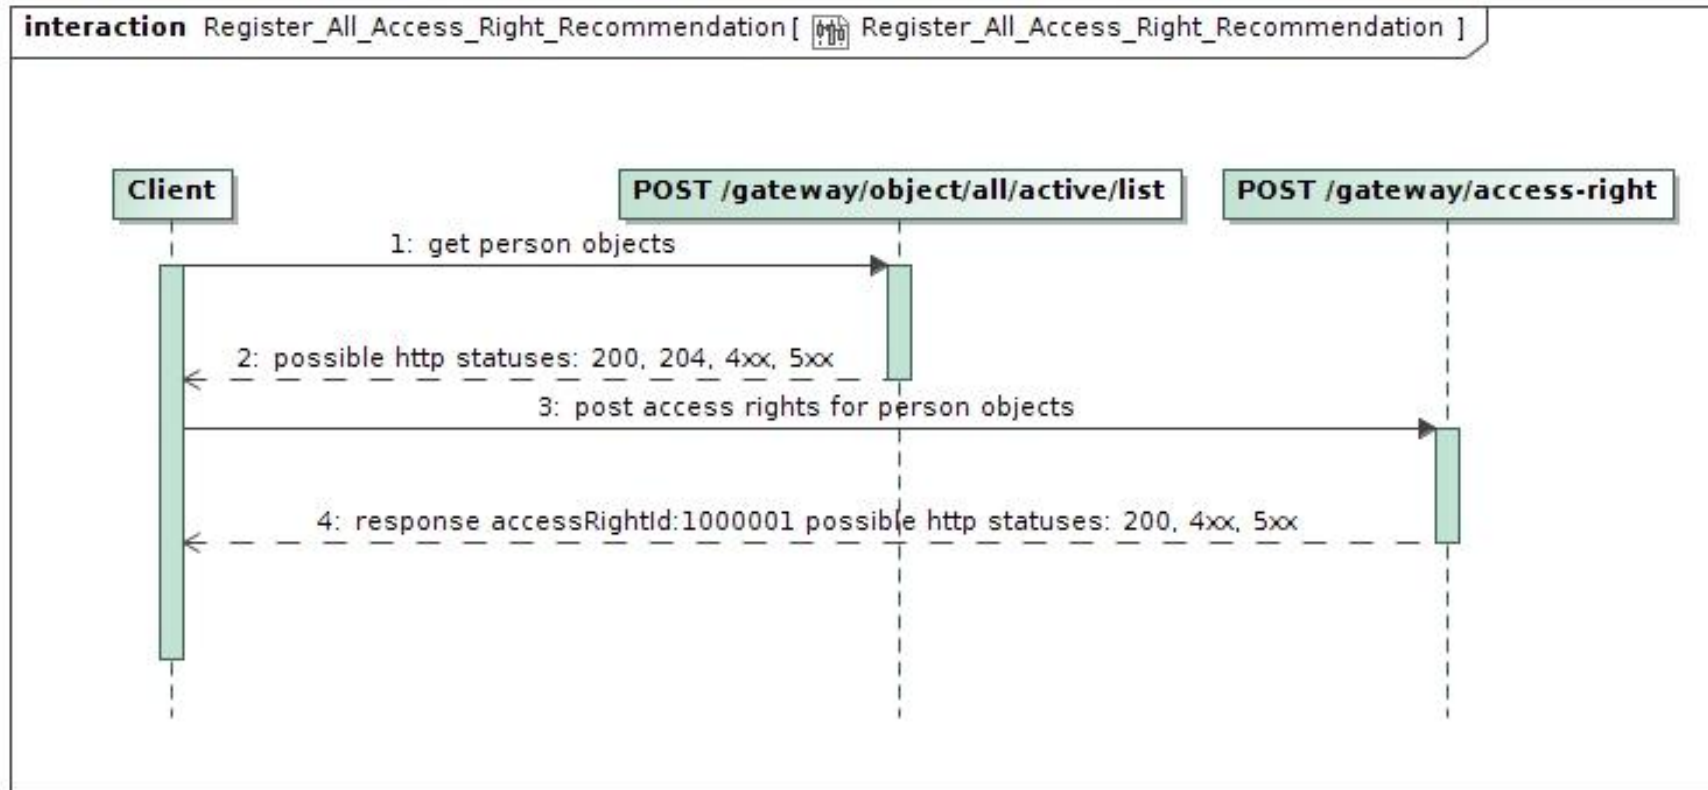 interaction Register_All_Access_Right_Recommendation [ Register_All_Access_Right_Recommendation ]
Client
POST /gateway/object/all/active/list
POST /gateway/access-right
1: get person objects
2: possible http statuses: 200, 204, 4xx, 5xx
3: post access rights for person objects
4: response accessRightId:1000001 possible http statuses: 200, 4xx, 5xx